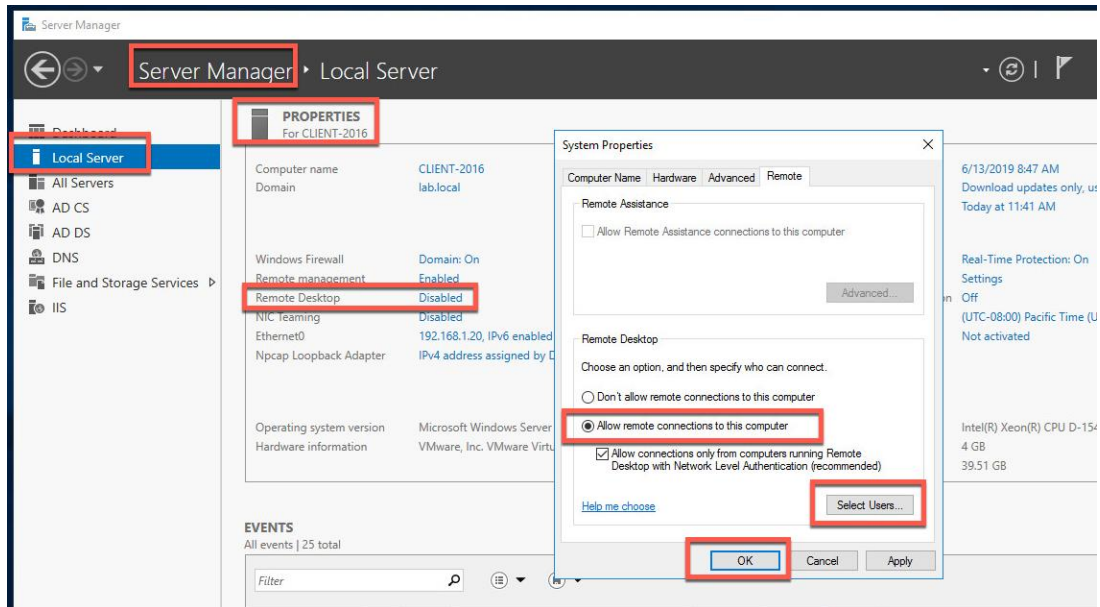 Server Manager
Server Manager • Local Server
Dashboard
Local Server
All Servers
AD CS
AD DS
DNS
File and Storage Services
IIS
PROPERTIES
For CLIENT-2016
Computer name CLIENT-2016
Domain lab.local
Windows Firewall Domain: On
Remote management Enabled
Remote Desktop Disabled
NIC Teaming Disabled
Ethernet0 192.168.1.20, IPv6 enabled
Npcap Loopback Adapter IPv4 address assigned by
Operating system version Microsoft Windows Server
Hardware information VMware, Inc. VMware
System Properties
Computer Name Hardware Advanced Remote
Remote Assistance
Allow Remote Assistance connections to this computer
Advanced...
Remote Desktop
Choose an option, and then specify who can connect.
Don't allow remote connections to this computer
Allow remote connections to this computer
Allow connections only from computers running Remote
Desktop with Network Level Authentication (recommended)
Help me choose
Select Users...
OK Cancel Apply
6/13/2019 8:47 AM
Download updates only,
Today at 11:41 AM
Real-Time Protection: On
Settings
Off
(UTC-08:00) Pacific Time
Not activated
Intel(R) Xeon(R) CPU
4 GB
39.51 GB
EVENTS
All events | 25 total
Filter